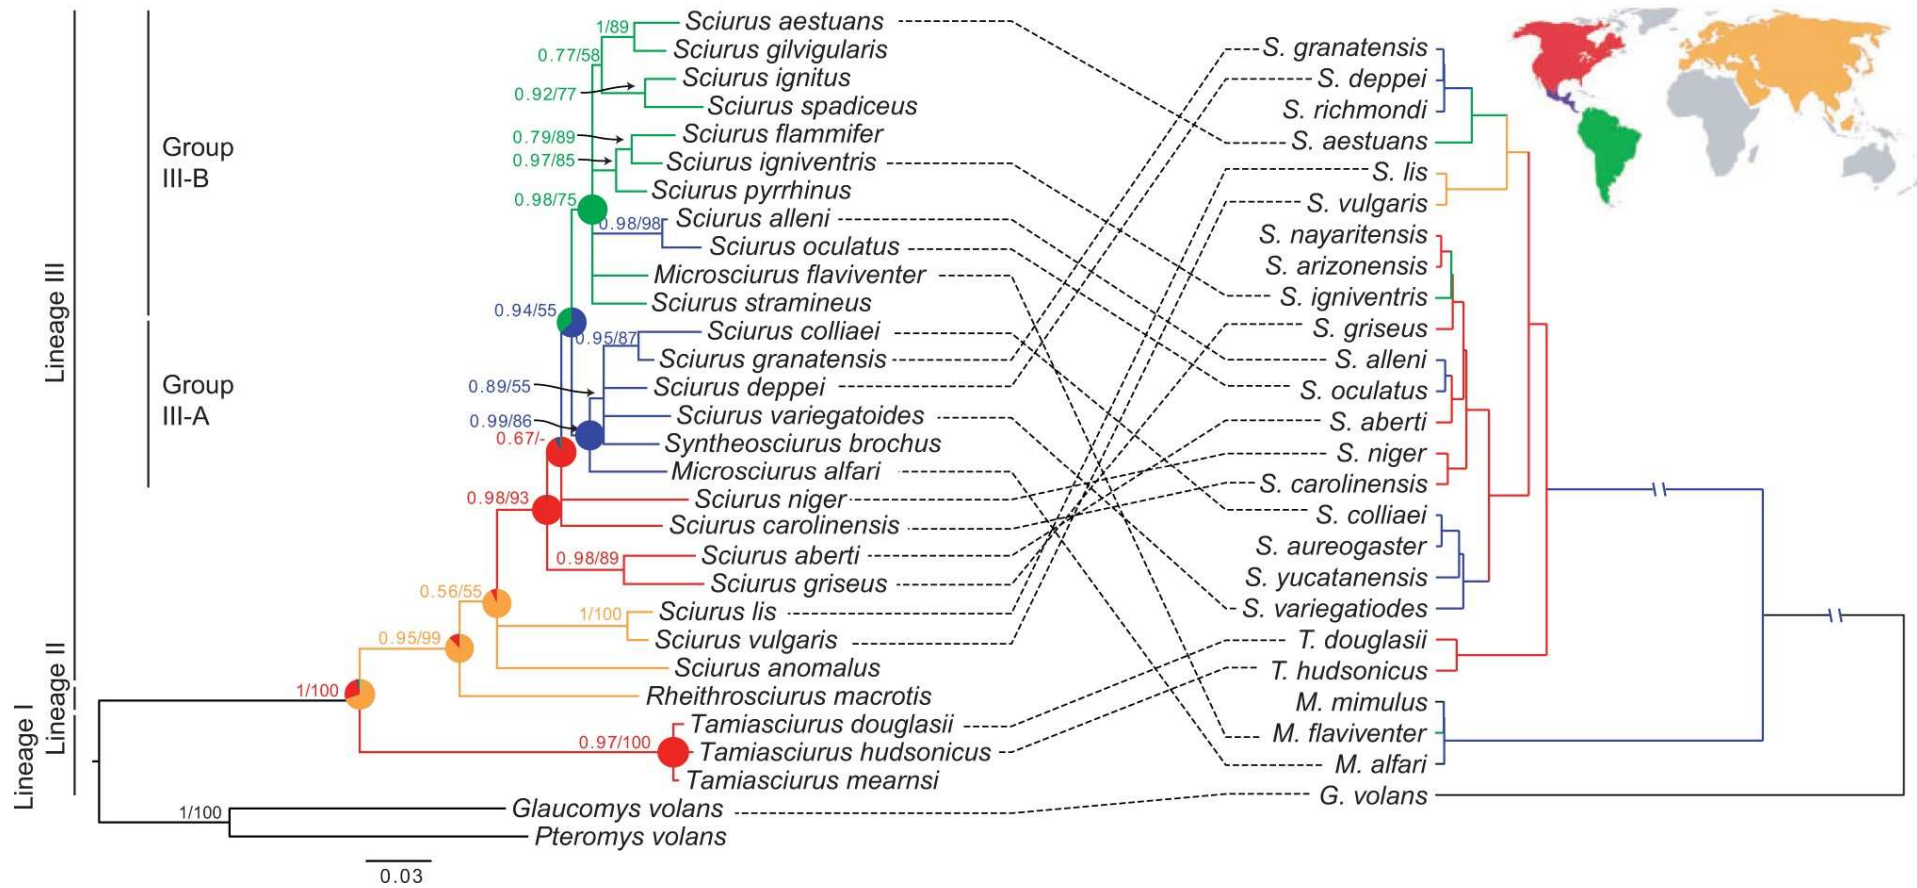 Lineage III
Lineage II
Lineage I
Group
III-B
Group
III-A
1/89
0.77/58
0.92/77
0.79/89
0.97/85
0.98/75
0.98/98
0.94/55
0.95/87
0.89/55
0.99/86
0.67/-
0.98/93
0.98/89
0.56/55
1/100
0.95/99
1/100
0.97/100
1/100
0.03
Sciurus aestuans
Sciurus gilvigularis
Sciurus ignitus
Sciurus spadiceus
Sciurus flammifer
Sciurus igniventris
Sciurus pyrrhinus
Sciurus alleni
Sciurus oculatus
Microsciurus flaviventer
Sciurus stramineus
Sciurus colliaei
Sciurus granatensis
Sciurus deppei
Sciurus variegatoides
Syntheosciurus brochus
Microsciurus alfari
Sciurus niger
Sciurus carolinensis
Sciurus aberti
Sciurus griseus
Sciurus lis
Sciurus vulgaris
Sciurus anomalus
Rheithrosciurus macrotis
Tamiasciurus douglasii
Tamiasciurus hudsonicus
Tamiasciurus mearnsi
Glaucomys volans
Pteromys volans
S. granatensis
S. deppei
S. richmondi
S. aestuans
S. lis
S. vulgaris
S. nayaritensis
S. arizonensis
S. igniventris
S. griseus
S. alleni
S. oculatus
S. aberti
S. niger
S. carolinensis
S. colliaei
S. aureogaster
S. yucatanensis
S. variegatiodes
T. douglasii
T. hudsonicus
M. mimulus
M. flaviventer
M. alfari
G. volans